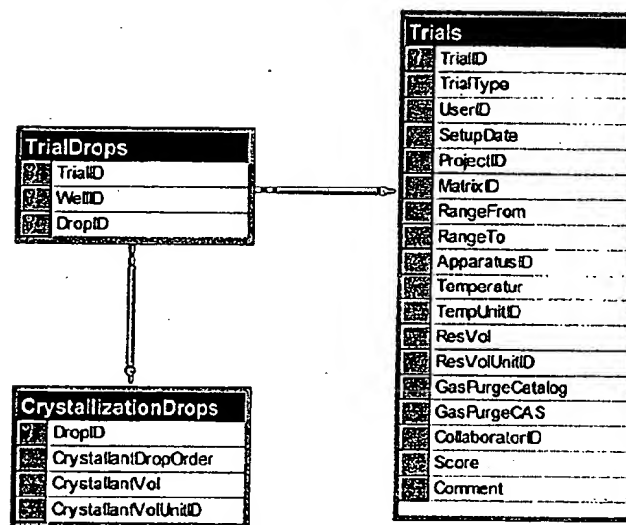 Trials
TrialID
TrialType
UserID
SetupDate
ProjectID
MatrixID
RangeFrom
RangeTo
ApparatusID
Temperatur
TempUnitID
ResVol
ResVolUnitID
GasPurgeCatalog
GasPurgeCAS
CollaboratorID
Score
Comment
TrialDrops
TrialID
WellID
DropID
CrystallizationDrops
DropID
CrystallantDropOrder
CrystallantVol
CrystallantVolUnitID